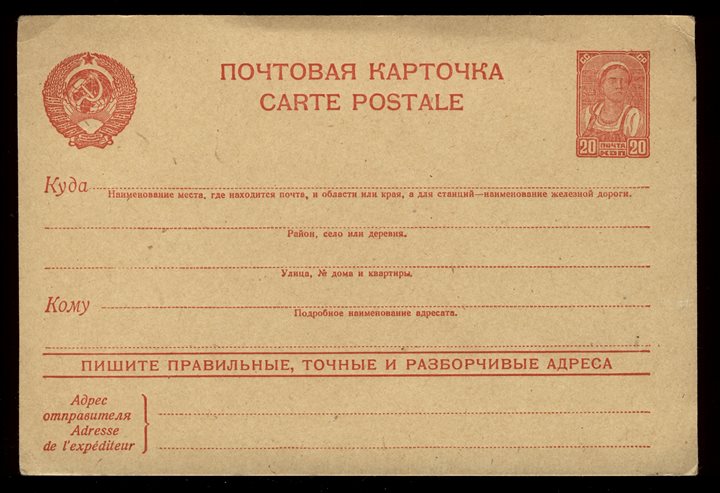 ПОЧТОВАЯ КАРТОЧКА
CARTE POSTALE
20 ПОЧТА 20
КОП
Куда
Наименование места, где находится почта, и области или края, а для станций—наименование железной дороги.
Район, село или деревня.
Улица, № дома и квартиры.
Кому
Подробное наименование адресата.
ПИШИТЕ ПРАВИЛЬНЫЕ, ТОЧНЫЕ И РАЗБОРЧИВЫЕ АДРЕСА
Адрес
отправителя
Adresse
de l'expéditeur